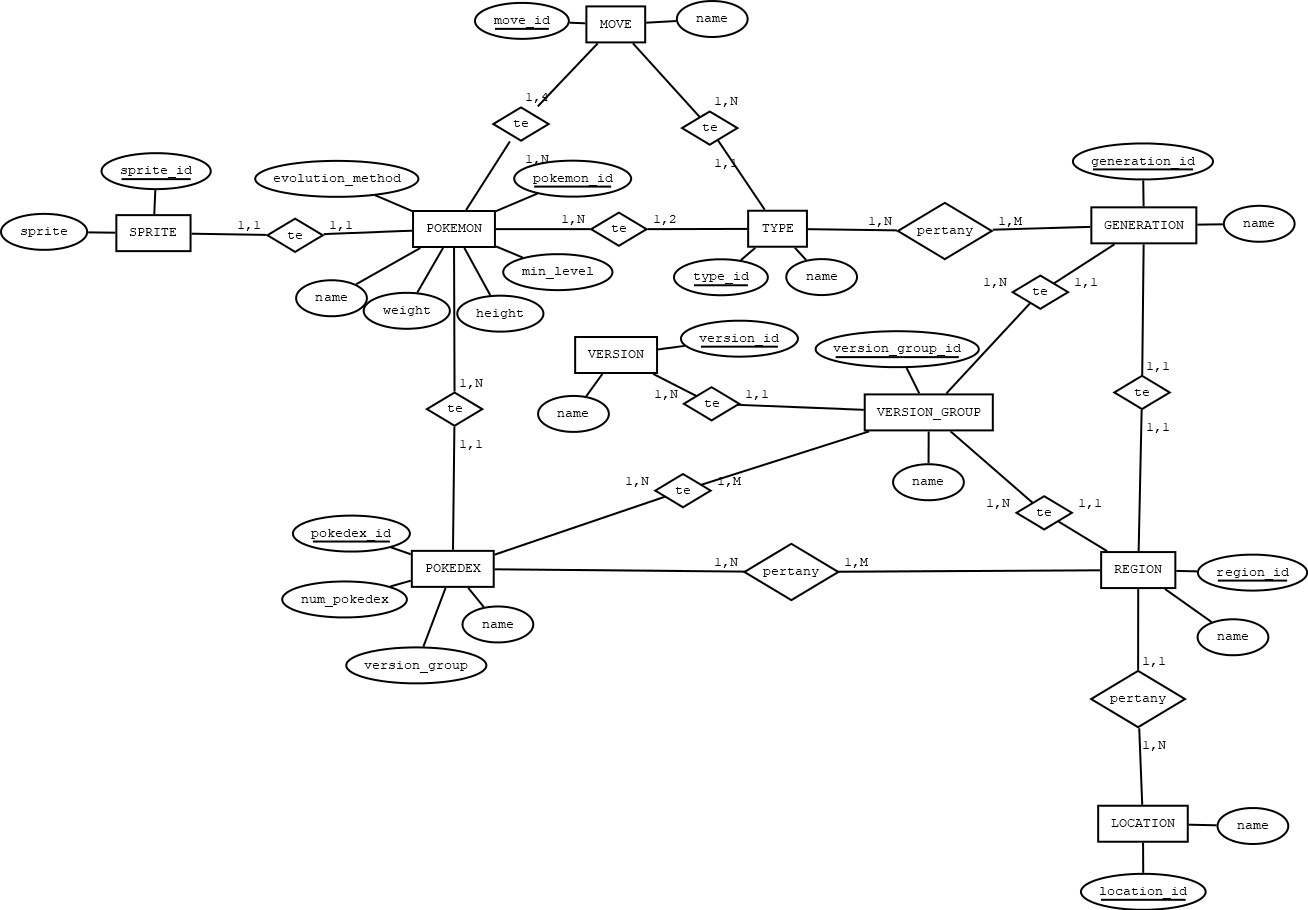 move_id
MOVE
name
1,4
te
1,N
te
1,1
1,N
sprite_id
evolution_method
pokemon_id
generation_id
sprite
SPRITE
1,1
te
1,1
POKEMON
1,N
te
1,2
TYPE
1,N
pertany
1,M
GENERATION
name
name
weight
height
min_level
type_id
name
1,N
te
1,1
VERSION
version_id
version_group_id
name
1,N
te
1,1
VERSION_GROUP
1,1
te
1,1
1,N
te
1,1
name
1,N
te
1,M
1,N
te
1,1
pokedex_id
POKEDEX
num_pokedex
name
version_group
1,N
pertany
1,M
REGION
region_id
name
1,1
pertany
1,N
LOCATION
name
location_id